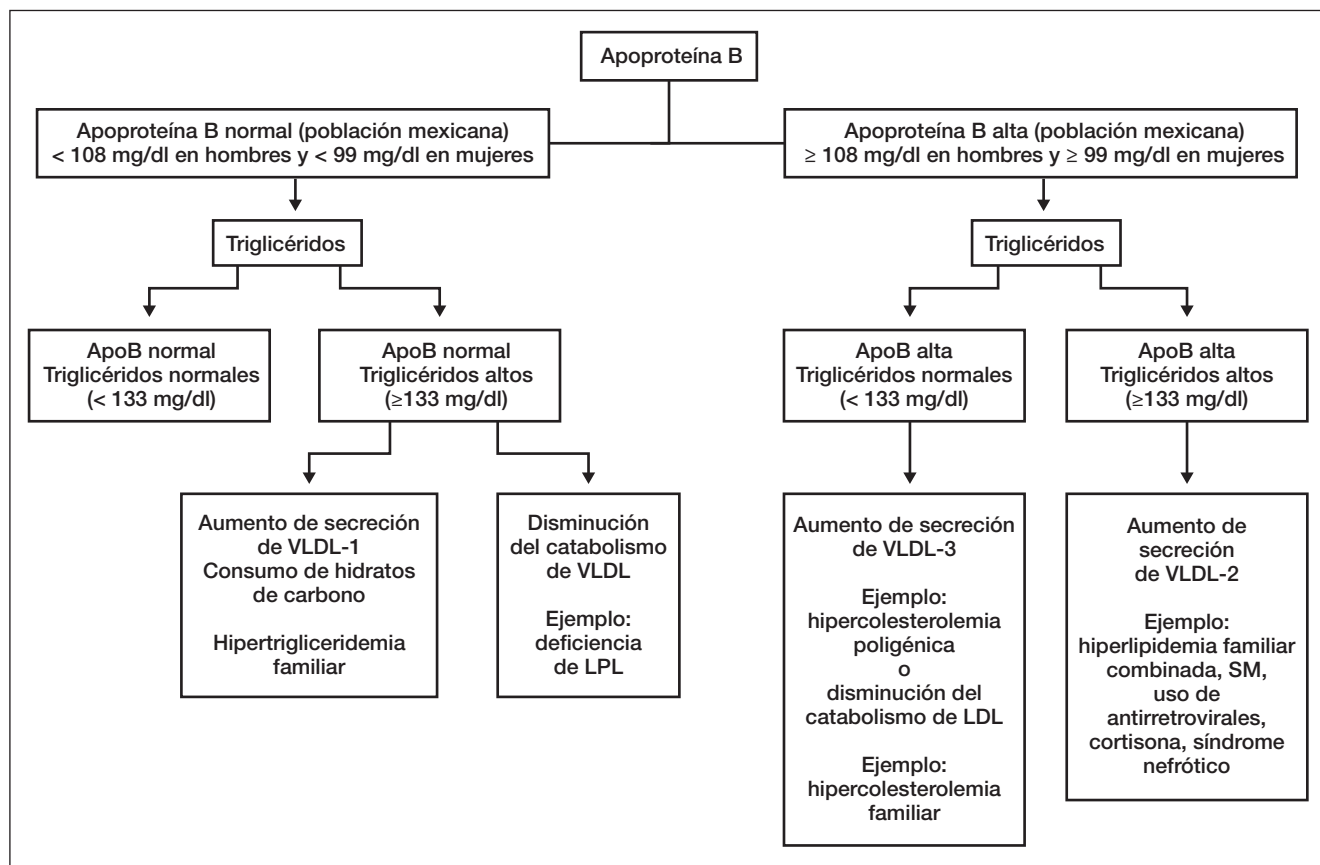 Apoproteína B
Apoproteína B normal (población mexicana)
< 108 mg/dl en hombres y < 99 mg/dl en mujeres
Apoproteína B alta (población mexicana)
≥ 108 mg/dl en hombres y ≥ 99 mg/dl en mujeres
Triglicéridos
Triglicéridos
ApoB normal
Triglicéridos normales
(< 133 mg/dl)
ApoB normal
Triglicéridos altos
(≥133 mg/dl)
ApoB alta
Triglicéridos normales
(< 133 mg/dl)
ApoB alta
Triglicéridos altos
(≥133 mg/dl)
Aumento de secreción
de VLDL-1
Consumo de hidratos
de carbono
Hipertrigliceridemia
familiar
Disminución
del catabolismo
de VLDL
Ejemplo:
deficiencia
de LPL
Aumento de secreción
de VLDL-3
Ejemplo:
hipercolesterolemia
poligénica
o
disminución del
catabolismo de LDL
Ejemplo:
hipercolesterolemia
familiar
Aumento de
secreción
de VLDL-2
Ejemplo:
hiperlipidemia familiar
combinada, SM,
uso de
antirretrovirales,
cortisona, síndrome
nefrótico